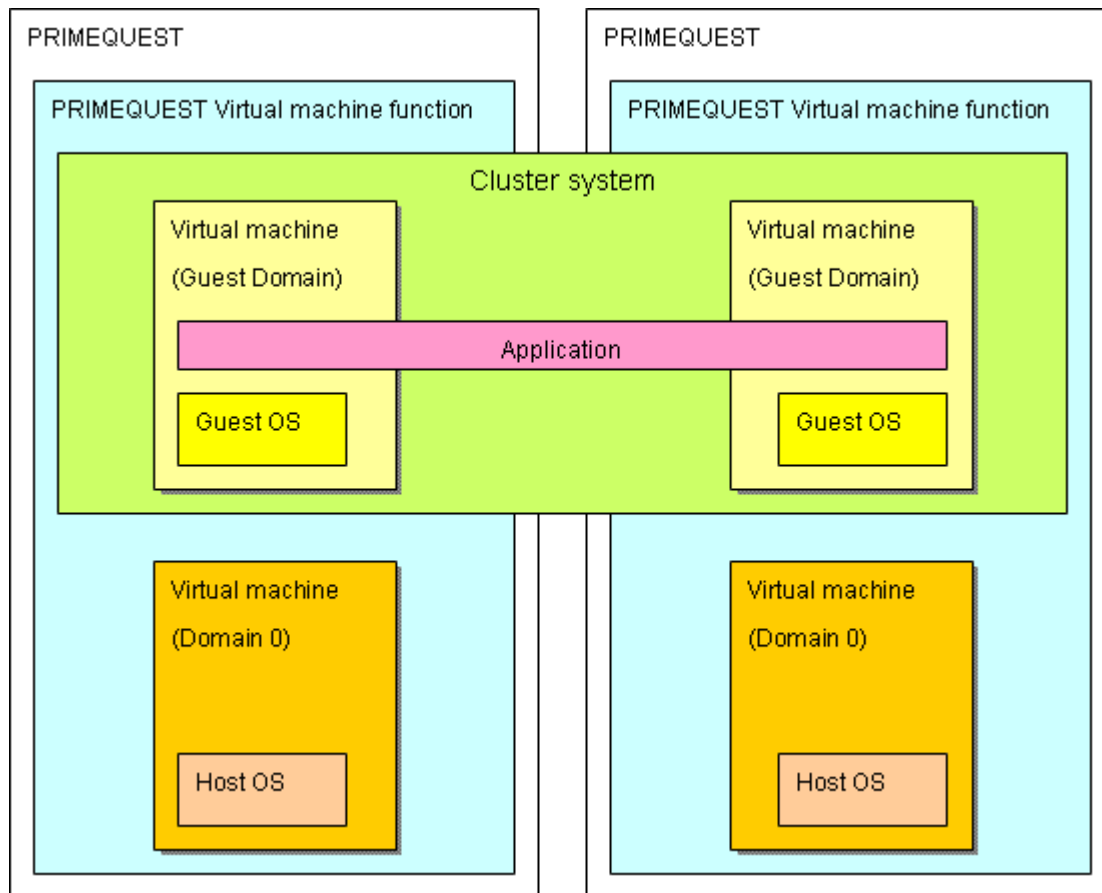 PRIMEQUEST
PRIMEQUEST
PRIMEQUEST Virtual machine function
PRIMEQUEST Virtual machine function
Cluster system
Virtual machine
(Guest Domain)
Virtual machine
(Guest Domain)
Application
Guest OS
Guest OS
Virtual machine
(Domain 0)
Virtual machine
(Domain 0)
Host OS
Host OS